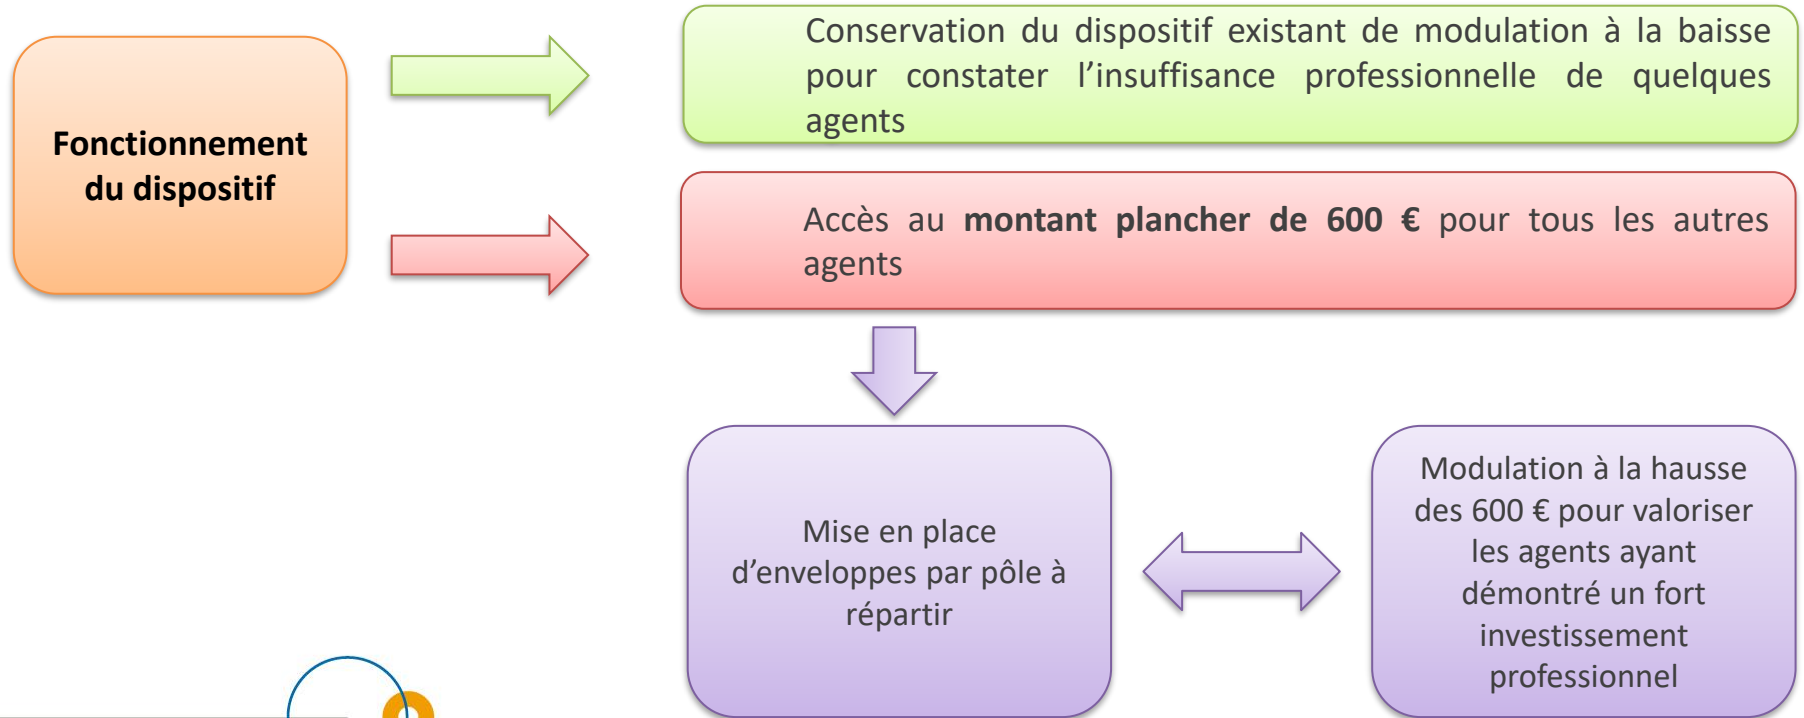 Fonctionnement
du dispositif
Conservation du dispositif existant de modulation à la baisse
pour constater l’insuffisance professionnelle de quelques
agents
Accès au montant plancher de 600 € pour tous les autres
agents
Mise en place
d’enveloppes par pôle à
répartir
Modulation à la hausse
des 600 € pour valoriser
les agents ayant
démontré un fort
investissement
professionnel